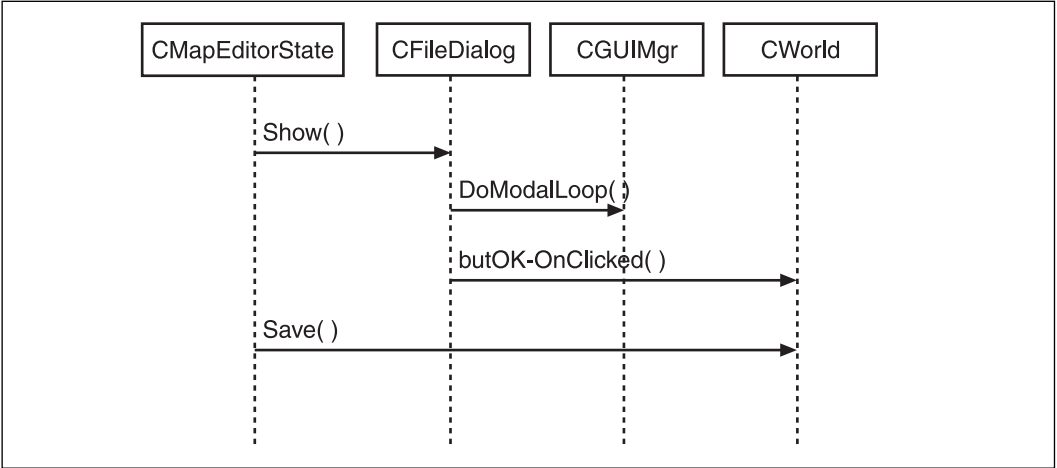 CMapEditorState CFileDialog CGUIMgr CWorld
Show( )
DoModalLoop( )
butOK-OnClicked( )
Save( )